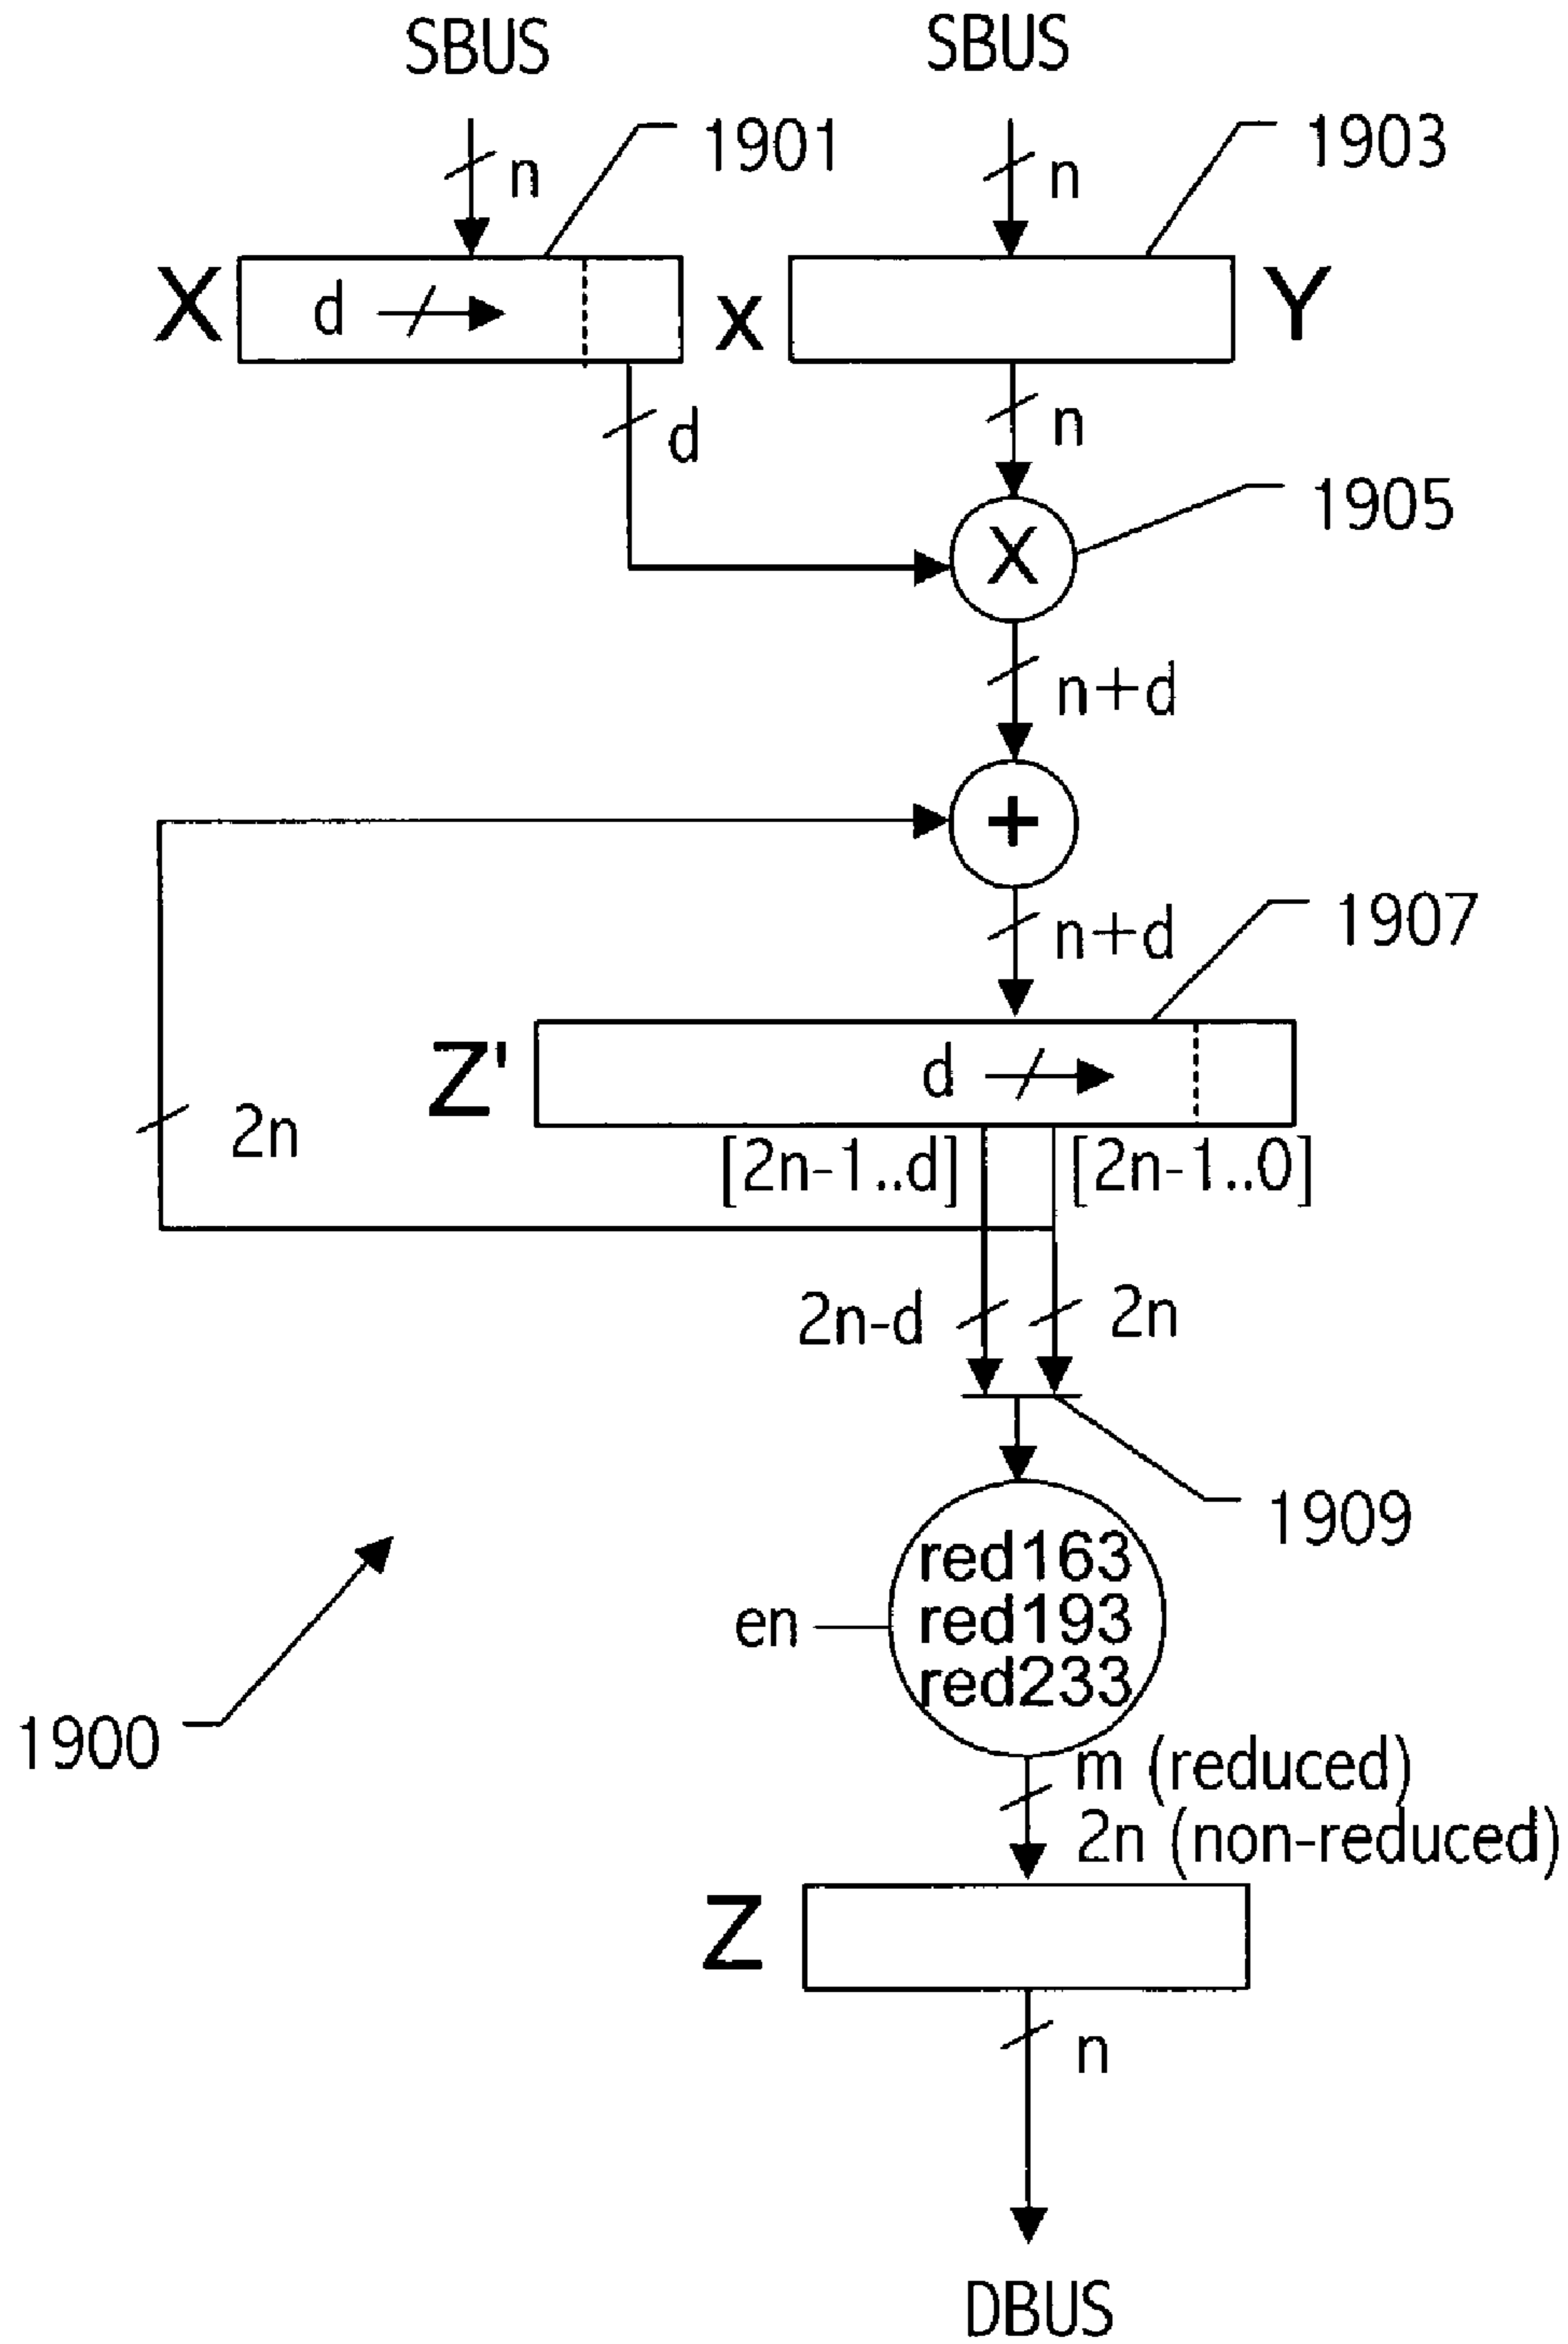 SBUS SBUS
n 1901 n 1903
X d x Y
d n
X 1905
n+d
+
n+d 1907
Z' d
2n [2n-1..d] [2n-1..0]
2n-d 2n
1909
red163
en red193
red233
1900
m (reduced)
2n (non-reduced)
Z
n
DBUS